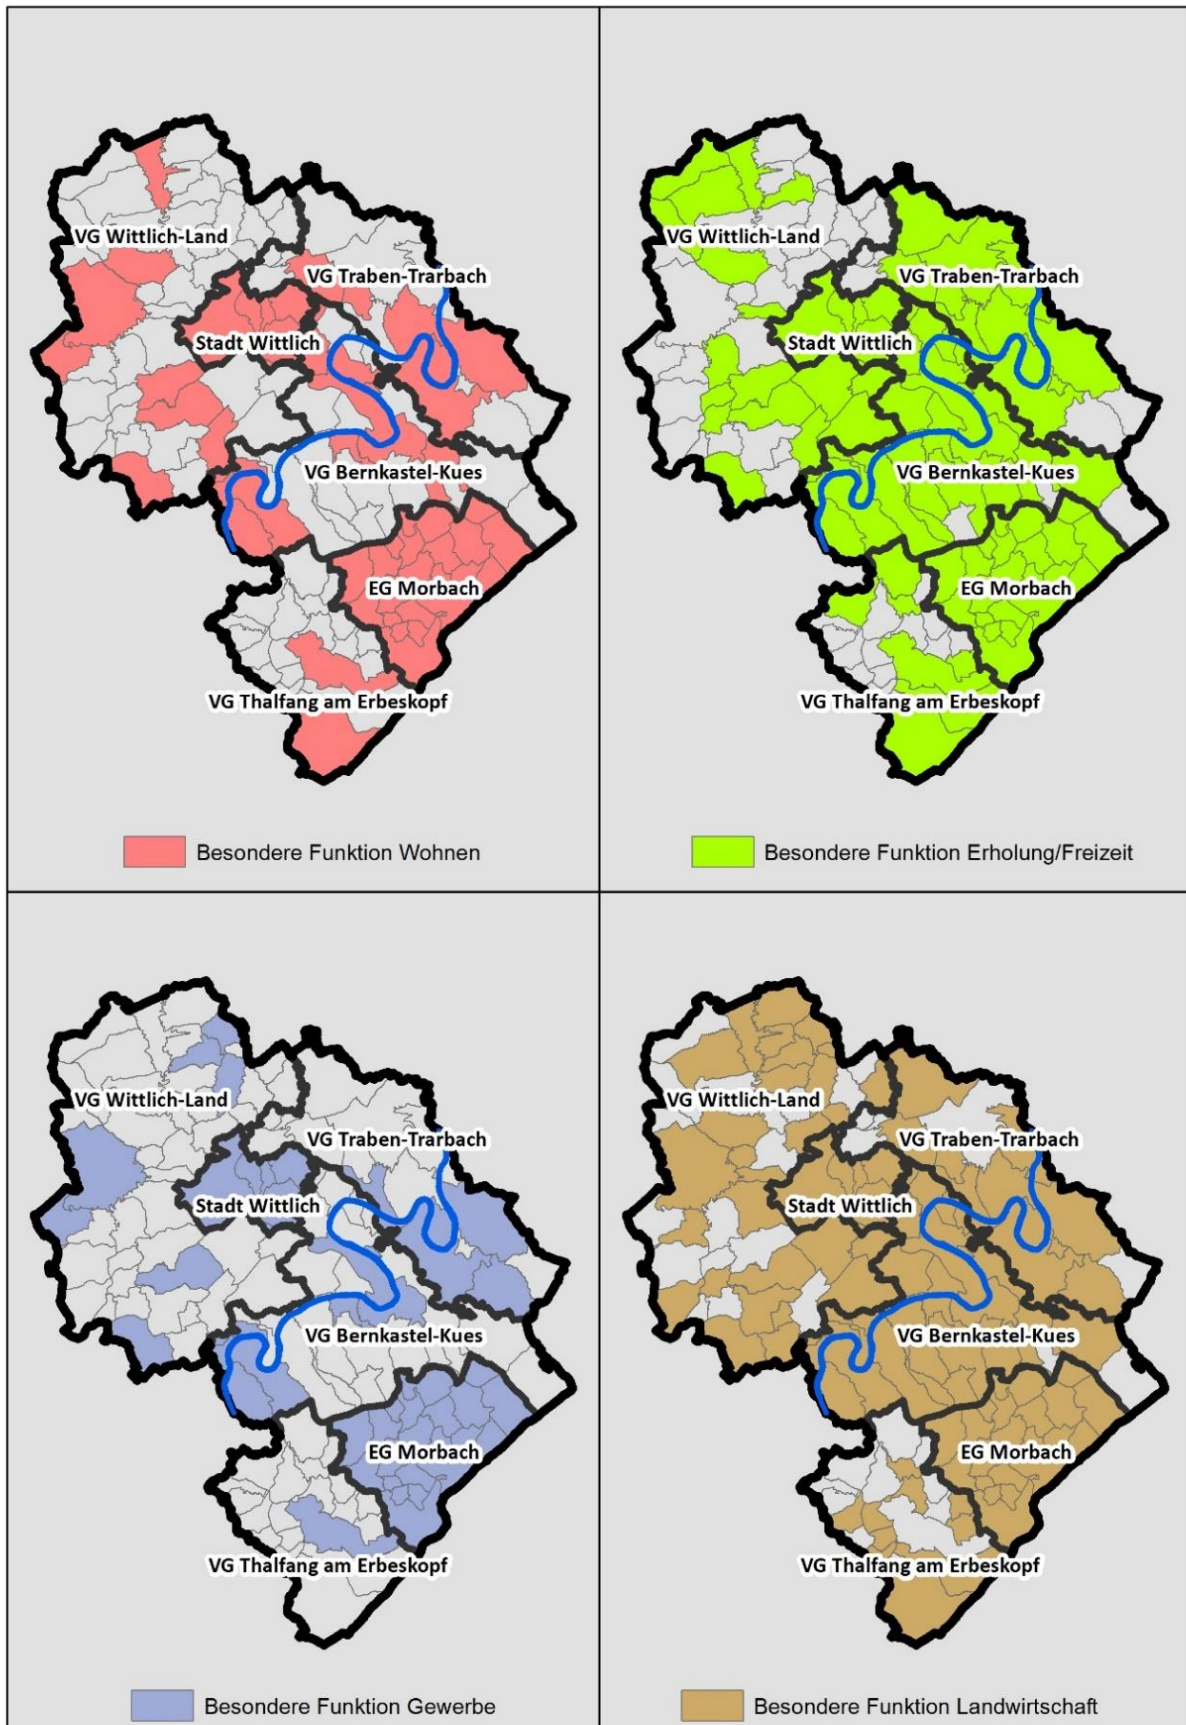 VG Wittlich-Land
VG Traben-Trarbach
Stadt Wittlich
VG Bernkastel-Kues
EG Morbach
VG Thalfang am Erbeskopf
Besondere Funktion Wohnen
VG Wittlich-Land
VG Traben-Trarbach
Stadt Wittlich
VG Bernkastel-Kues
EG Morbach
VG Thalfang am Erbeskopf
Besondere Funktion Erholung/Freizeit
VG Wittlich-Land
VG Traben-Trarbach
Stadt Wittlich
VG Bernkastel-Kues
EG Morbach
VG Thalfang am Erbeskopf
Besondere Funktion Gewerbe
VG Wittlich-Land
VG Traben-Trarbach
Stadt Wittlich
VG Bernkastel-Kues
EG Morbach
VG Thalfang am Erbeskopf
Besondere Funktion Landwirtschaft